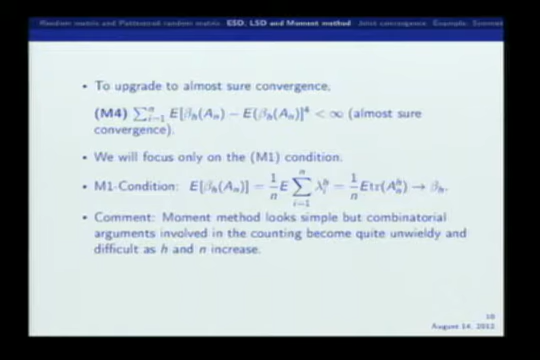 Random matrix and Patterned random matrix ESD, LSD and Moment method Joint convergence Example: Symmet
• To upgrade to almost sure convergence,
(M4) ∑_{i=1}^{n} E[β_h(A_n) − E(β_h(A_n)]^4 < ∞ (almost sure
convergence).
• We will focus only on the (M1) condition.
• M1-Condition: E[β_h(A_n)] = 1/n E ∑_{i=1}^{n} λ_i^h = 1/n Etr(A_n^h) → β_h.
• Comment: Moment method looks simple but combinatorial
arguments involved in the counting become quite unwieldy and
difficult as h and n increase.
10
August 14, 2012